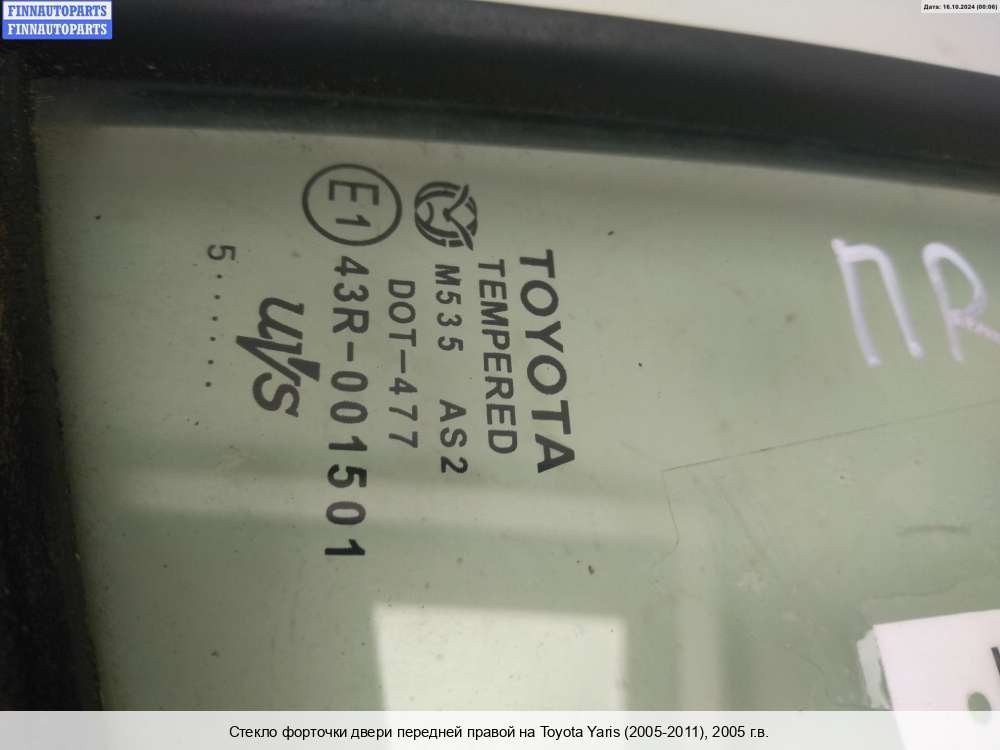 FINNAUTOPARTS
FINNAUTOPARTS
Дата: 16.10.2024 (00:06)
TOYOTA
TEMPERED
M535 AS2
DOT-477
E1 43R-001501
UVS
5......
ПR
Стекло форточки двери передней правой на Toyota Yaris (2005-2011), 2005 г.в.